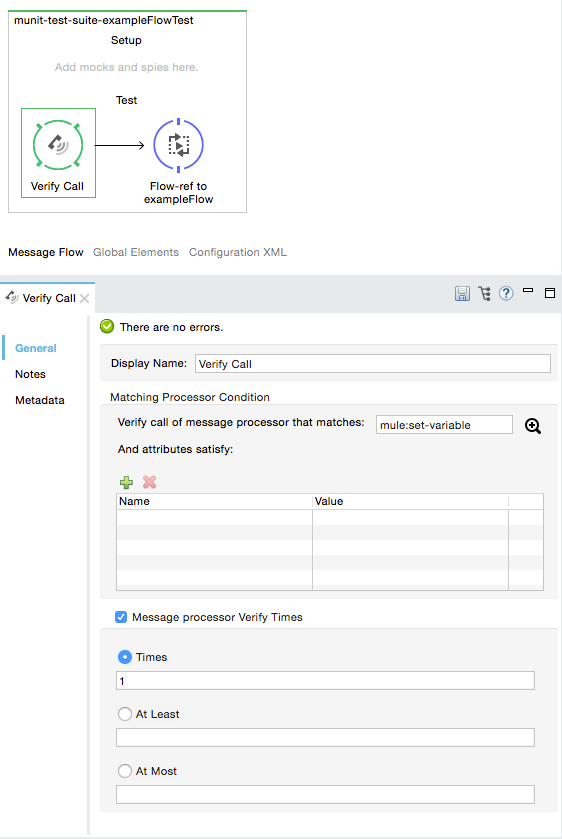 munit-test-suite-exampleFlowTest
Setup
Add mocks and spies here.
Test
Verify Call
Flow-ref to
exampleFlow
Message Flow Global Elements Configuration XML
Verify Call
There are no errors.
General
Notes
Metadata
Display Name: Verify Call
Matching Processor Condition
Verify call of message processor that matches: mule:set-variable
And attributes satisfy:
Name Value
Message processor Verify Times
Times
1
At Least
At Most